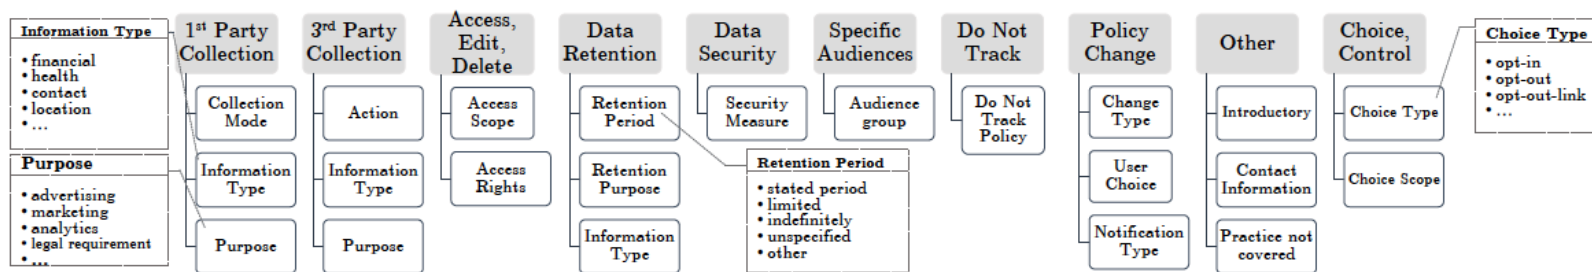 Information Type
• financial
• health
• contact
• location
• ...
Purpose
• advertising
• marketing
• analytics
• legal requirement
• ...
1st Party
Collection
Collection
Mode
Information
Type
Purpose
3rd Party
Collection
Action
Information
Type
Purpose
Access,
Edit,
Delete
Access
Scope
Access
Rights
Data
Retention
Retention
Period
Retention
Purpose
Information
Type
Data
Security
Security
Measure
Retention Period
• stated period
• limited
• indefinitely
• unspecified
• other
Specific
Audiences
Audience
group
Do Not
Track
Do Not
Track
Policy
Policy
Change
Change
Type
User
Choice
Notification
Type
Other
Introductory
Contact
Information
Practice not
covered
Choice,
Control
Choice Type
Choice Scope
Choice Type
• opt-in
• opt-out
• opt-out-link
• ...